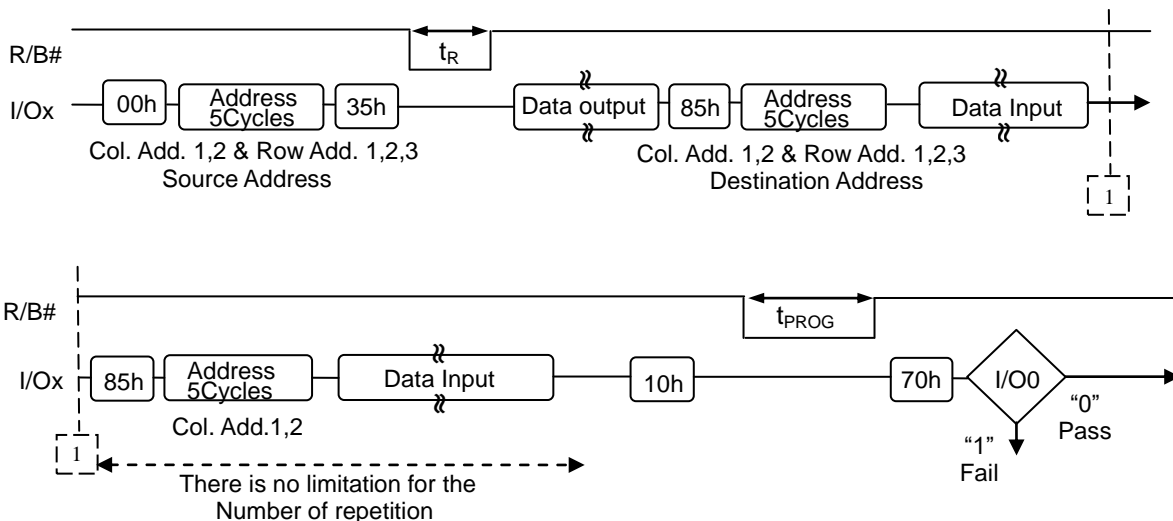 R/B#
tR
I/Ox
00h
Address
5Cycles
35h
Data output
85h
Address
5Cycles
Data Input
Col. Add. 1,2 & Row Add. 1,2,3
Source Address
Col. Add. 1,2 & Row Add. 1,2,3
Destination Address
1
R/B#
tPROG
I/Ox
85h
Address
5Cycles
Data Input
10h
70h
I/O0
“0”
Pass
Col. Add.1,2
“1”
Fail
1
There is no limitation for the
Number of repetition